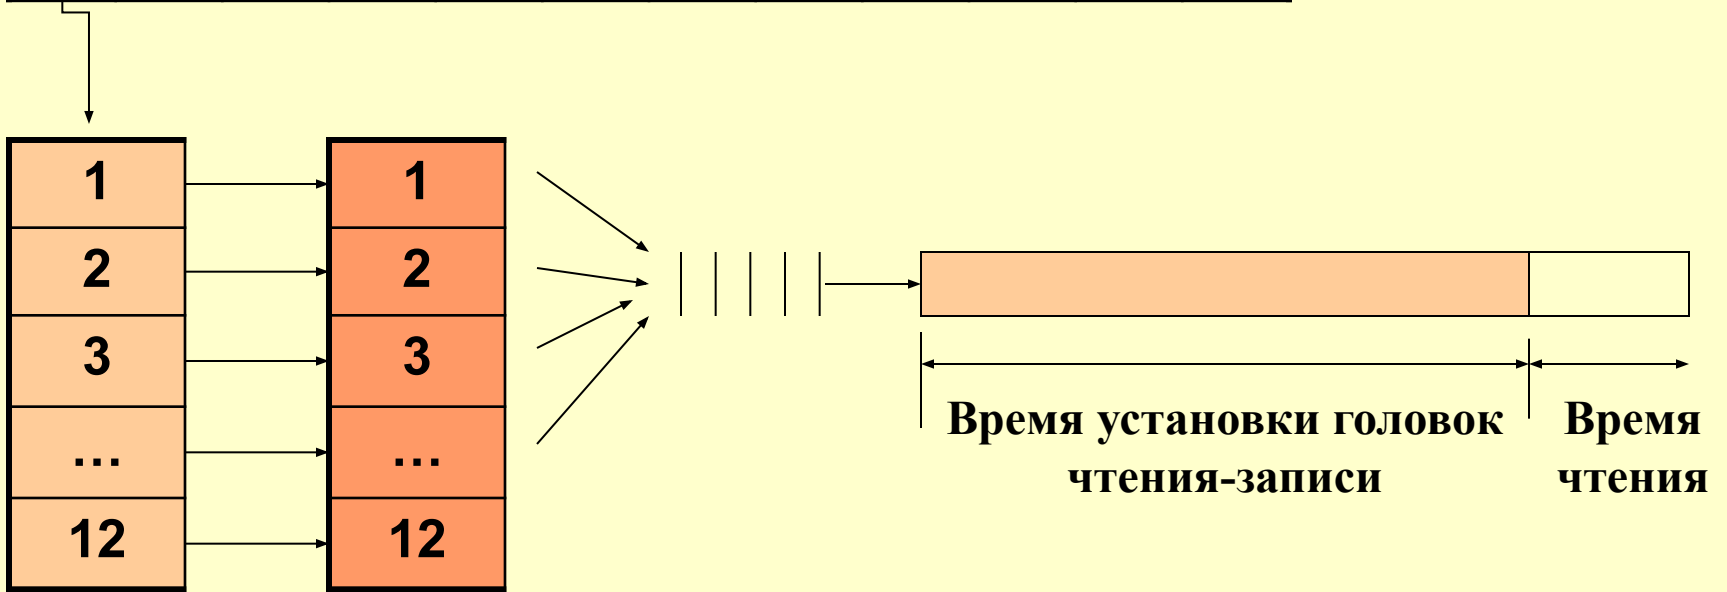 1 1
2 2
3 3
... ...
12 12
Время установки головок
чтения-записи
Время
чтения